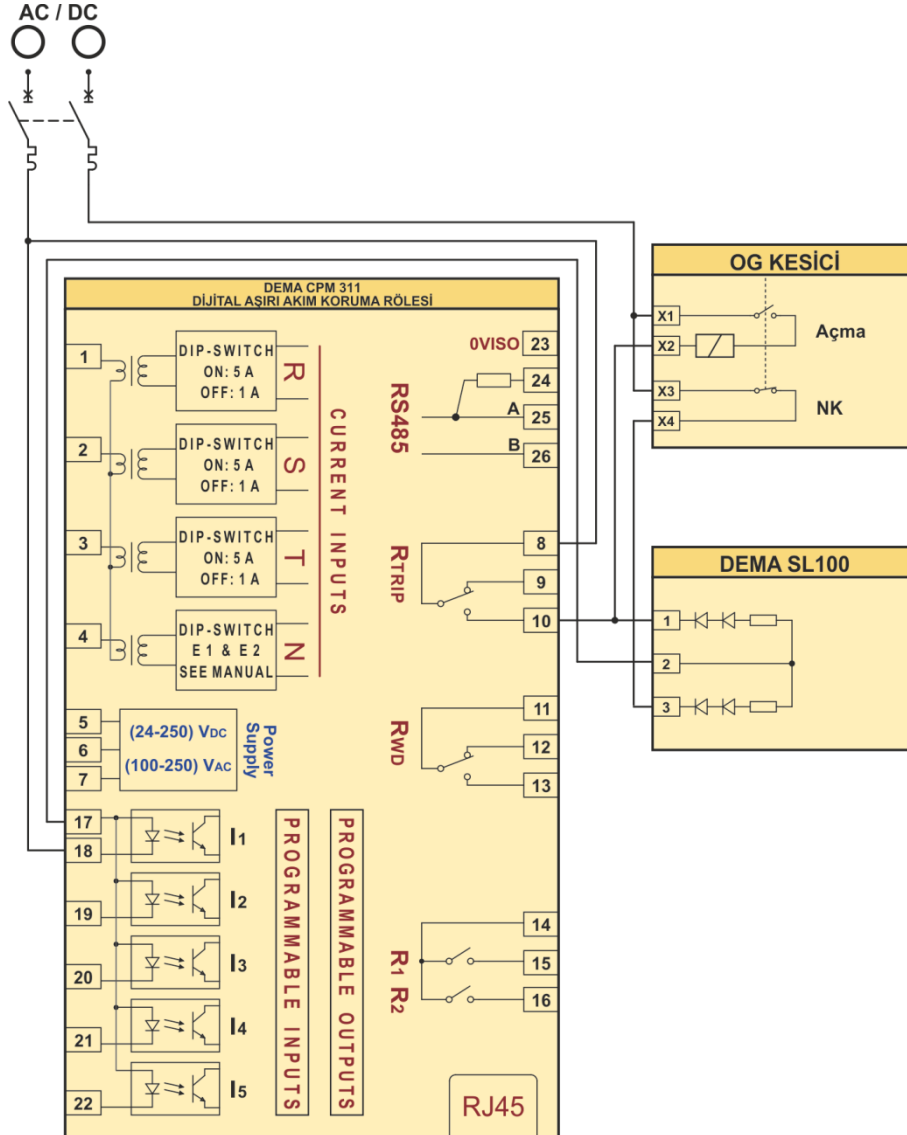 AC / DC
OG KESİCİ
X1
X2
Açma
X3
NK
X4
DEMA CPM 311
DİJİTAL AŞIRI AKIM KORUMA RÖLESİ
1
DIP-SWITCH
ON: 5 A
OFF: 1 A
R
2
DIP-SWITCH
ON: 5 A
OFF: 1 A
S
3
DIP-SWITCH
ON: 5 A
OFF: 1 A
T
4
DIP-SWITCH
E1 & E2
SEE MANUAL
N
CURRENT INPUTS
0VISO 23
24
A 25
B 26
RS485
8
9
10
RTRIP
11
12
13
RWD
5
6
7
(24-250) VDC
(100-250) VAC
Power
Supply
17
18
I1
19
I2
20
I3
21
I4
22
I5
PROGRAMMABLE INPUTS
PROGRAMMABLE OUTPUTS
14
15
16
R1 R2
RJ45
DEMA SL100
1
2
3